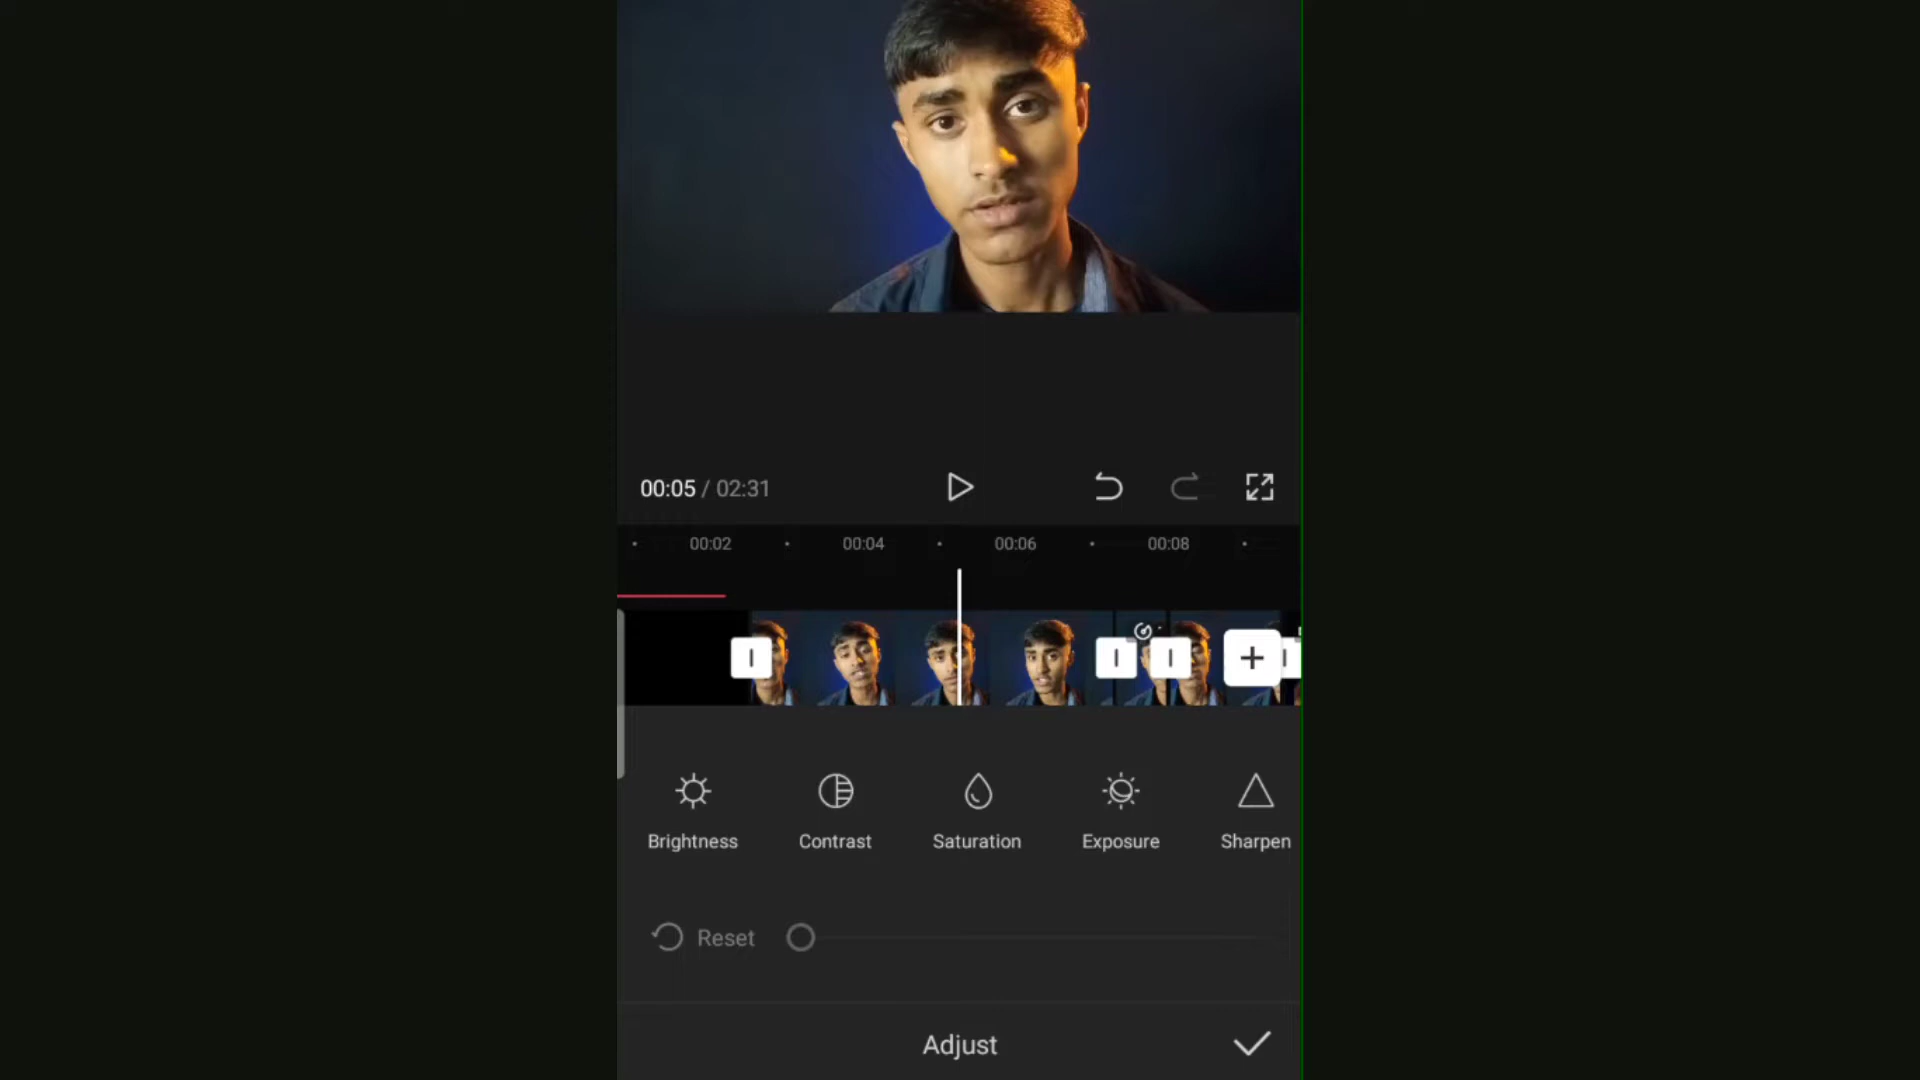 00:05 / 02:31
00:02 00:04 00:06 00:08
Brightness Contrast Saturation Exposure Sharpen
Reset
Adjust